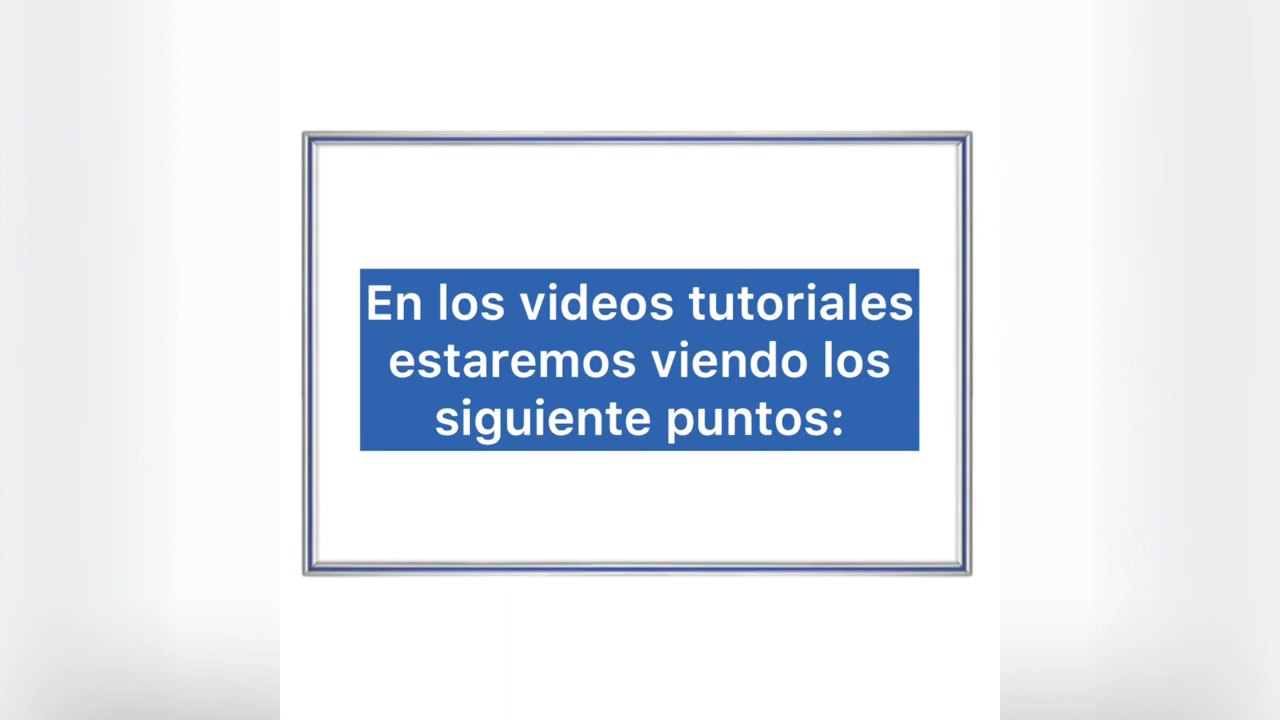 En los videos tutoriales
estaremos viendo los
siguiente puntos: